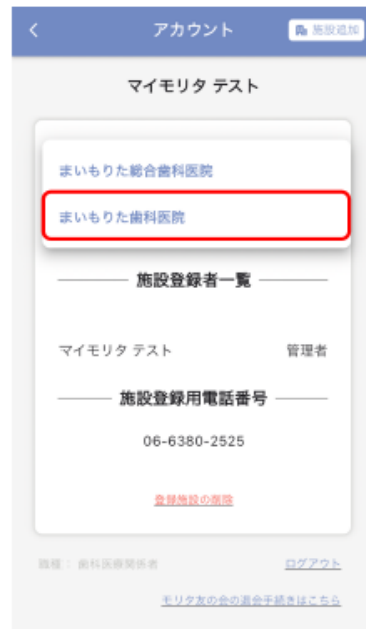 アカウント
施設追加
マイモリタ テスト
まいもりた総合歯科医院
まいもりた歯科医院
施設登録者一覧
マイモリタ テスト 管理者
施設登録用電話番号
06-6380-2525
登録施設の削除
職種： 歯科医療関係者 ログアウト
モリタ友の会の退会手続きはこちら